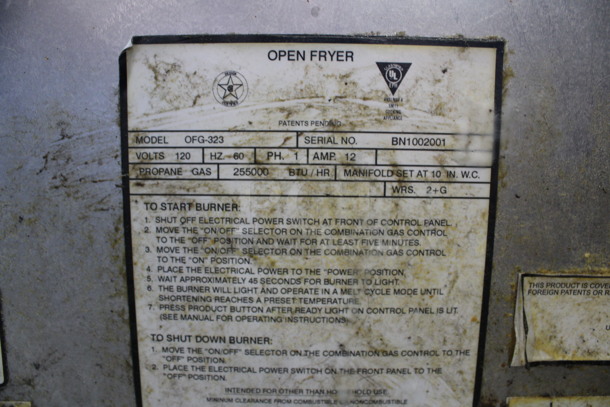 OPEN FRYER
UL
PATENTS PENDING
MODEL OFG-323 SERIAL NO. BN1002001
VOLTS 120 HZ. 60 PH. 1 AMP. 12
PROPANE GAS 255000 BTU / HR MANIFOLD SET AT 10 IN. W.C.
WRS. 2+G
TO START BURNER:
1. SHUT OFF ELECTRICAL POWER SWITCH AT FRONT OF CONTROL PANEL.
2. MOVE THE "ON/OFF" SELECTOR ON THE COMBINATION GAS CONTROL
TO THE "OFF" POSITION AND WAIT FOR AT LEAST FIVE MINUTES.
3. MOVE THE "ON/OFF" SELECTOR ON THE COMBINATION GAS CONTROL
TO THE "ON" POSITION.
4. PLACE THE ELECTRICAL POWER TO THE "POWER" POSITION.
5. WAIT APPROXIMATELY 45 SECONDS FOR BURNER TO LIGHT.
6. THE BURNER WILL LIGHT AND OPERATE IN A MELT CYCLE MODE UNTIL
SHORTENING REACHES A PRESET TEMPERATURE.
7. PRESS PRODUCT BUTTON AFTER READY LIGHT ON CONTROL PANEL IS LIT.
(SEE MANUAL FOR OPERATING INSTRUCTIONS)
TO SHUT DOWN BURNER:
1. MOVE THE "ON/OFF" SELECTOR ON THE COMBINATION GAS CONTROL TO THE
"OFF" POSITION.
2. PLACE THE ELECTRICAL POWER SWITCH ON THE FRONT PANEL TO THE
"OFF" POSITION.
INTENDED FOR OTHER THAN HOUSEHOLD USE
MINIMUM CLEARANCE FROM COMBUSTIBLE NONCOMBUSTIBLE
THIS PRODUCT IS COVE
FOREIGN PATENTS OR